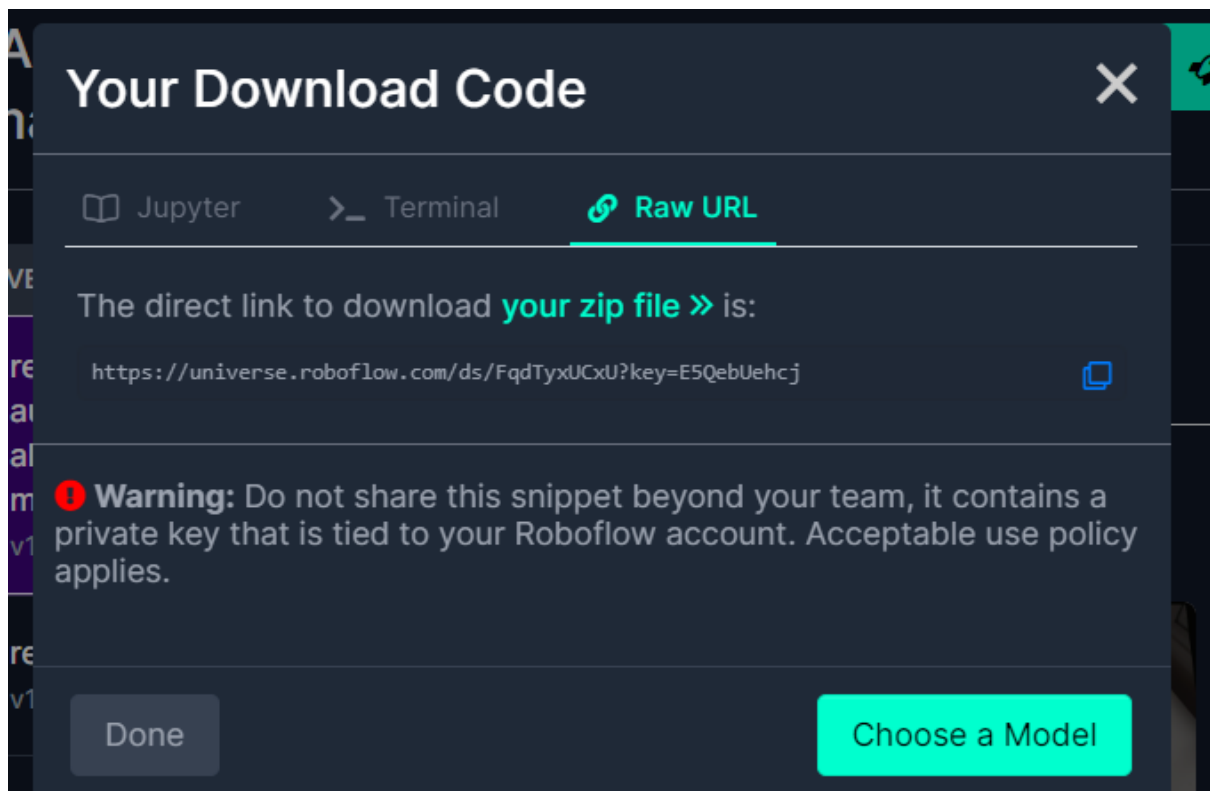 Your Download Code
Jupyter
Terminal
Raw URL
The direct link to download your zip file » is:
https://universe.roboflow.com/ds/FqdTyxUCxU?key=E5QebUehcj
Warning: Do not share this snippet beyond your team, it contains a
private key that is tied to your Roboflow account. Acceptable use policy
applies.
Done
Choose a Model